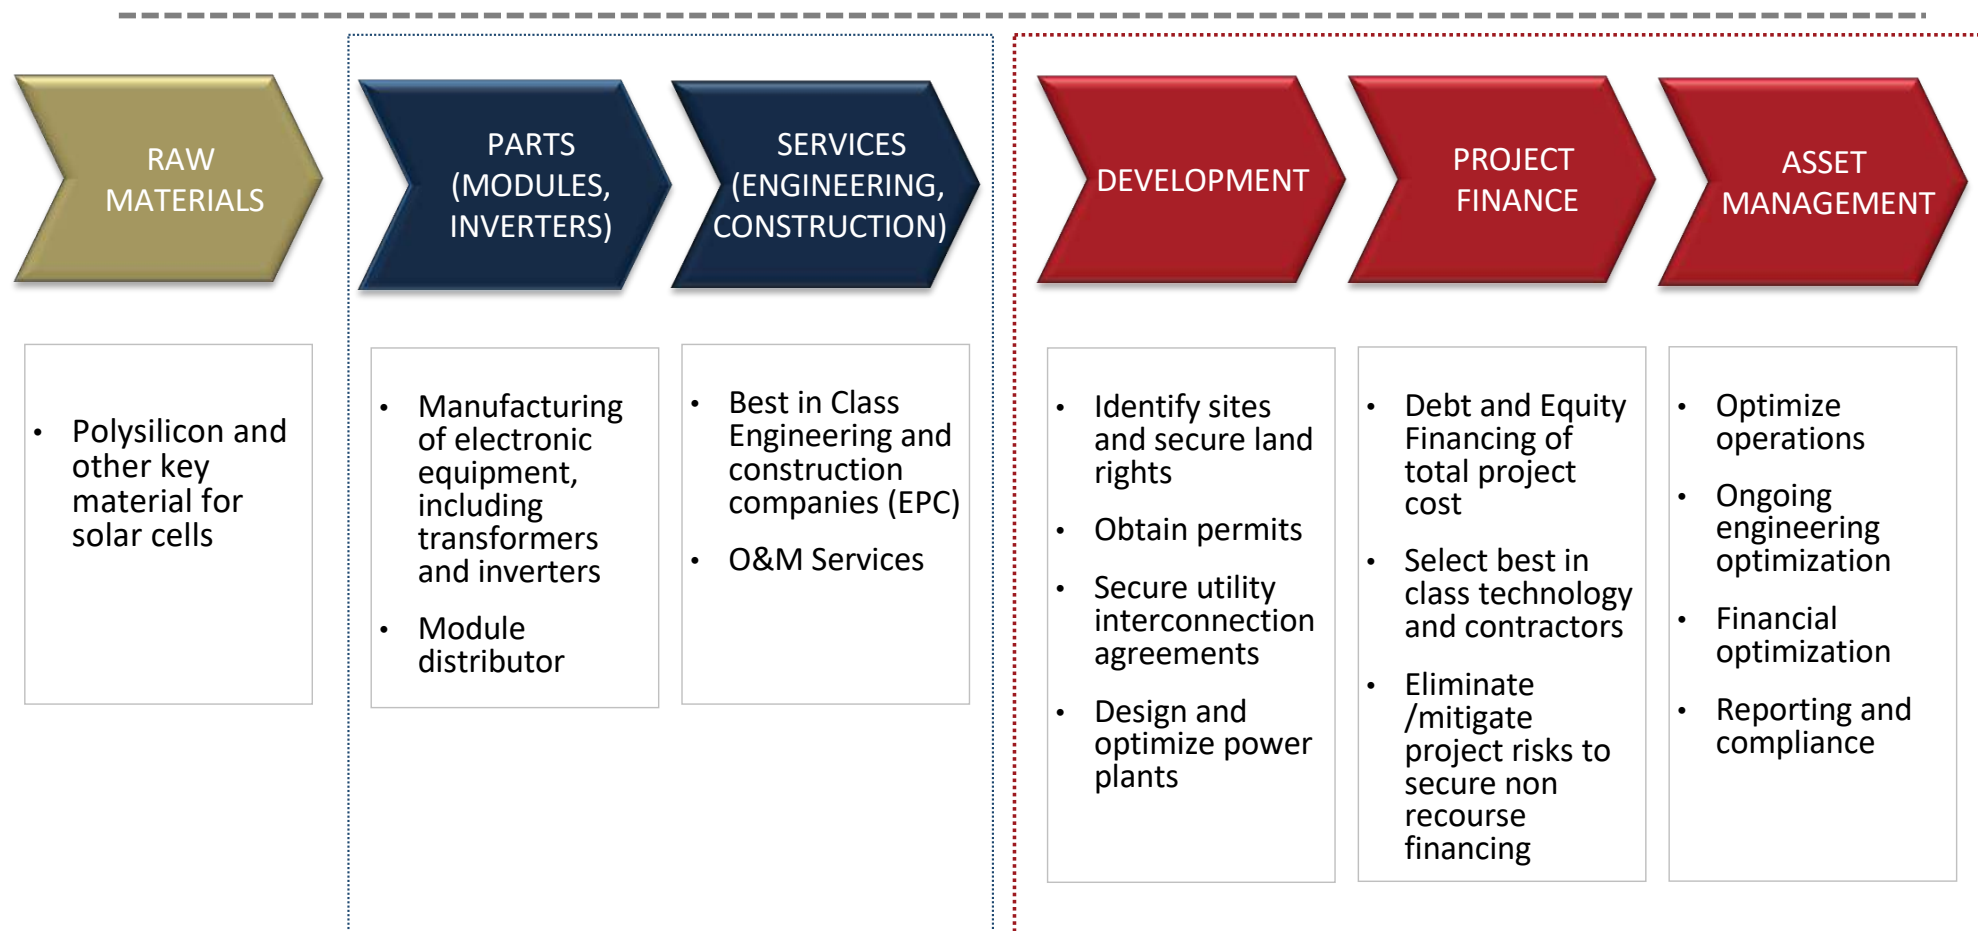 RAW
MATERIALS
PARTS
(MODULES,
INVERTERS)
SERVICES
(ENGINEERING,
CONSTRUCTION)
DEVELOPMENT
PROJECT
FINANCE
ASSET
MANAGEMENT
• Polysilicon and
other key
material for
solar cells
• Manufacturing
of electronic
equipment,
including
transformers
and inverters
• Module
distributor
• Best in Class
Engineering and
construction
companies (EPC)
• O&M Services
• Identify sites
and secure land
rights
• Obtain permits
• Secure utility
interconnection
agreements
• Design and
optimize power
plants
• Debt and Equity
Financing of
total project
cost
• Select best in
class technology
and contractors
• Eliminate
/mitigate
project risks to
secure non
recourse
financing
• Optimize
operations
• Ongoing
engineering
optimization
• Financial
optimization
• Reporting and
compliance